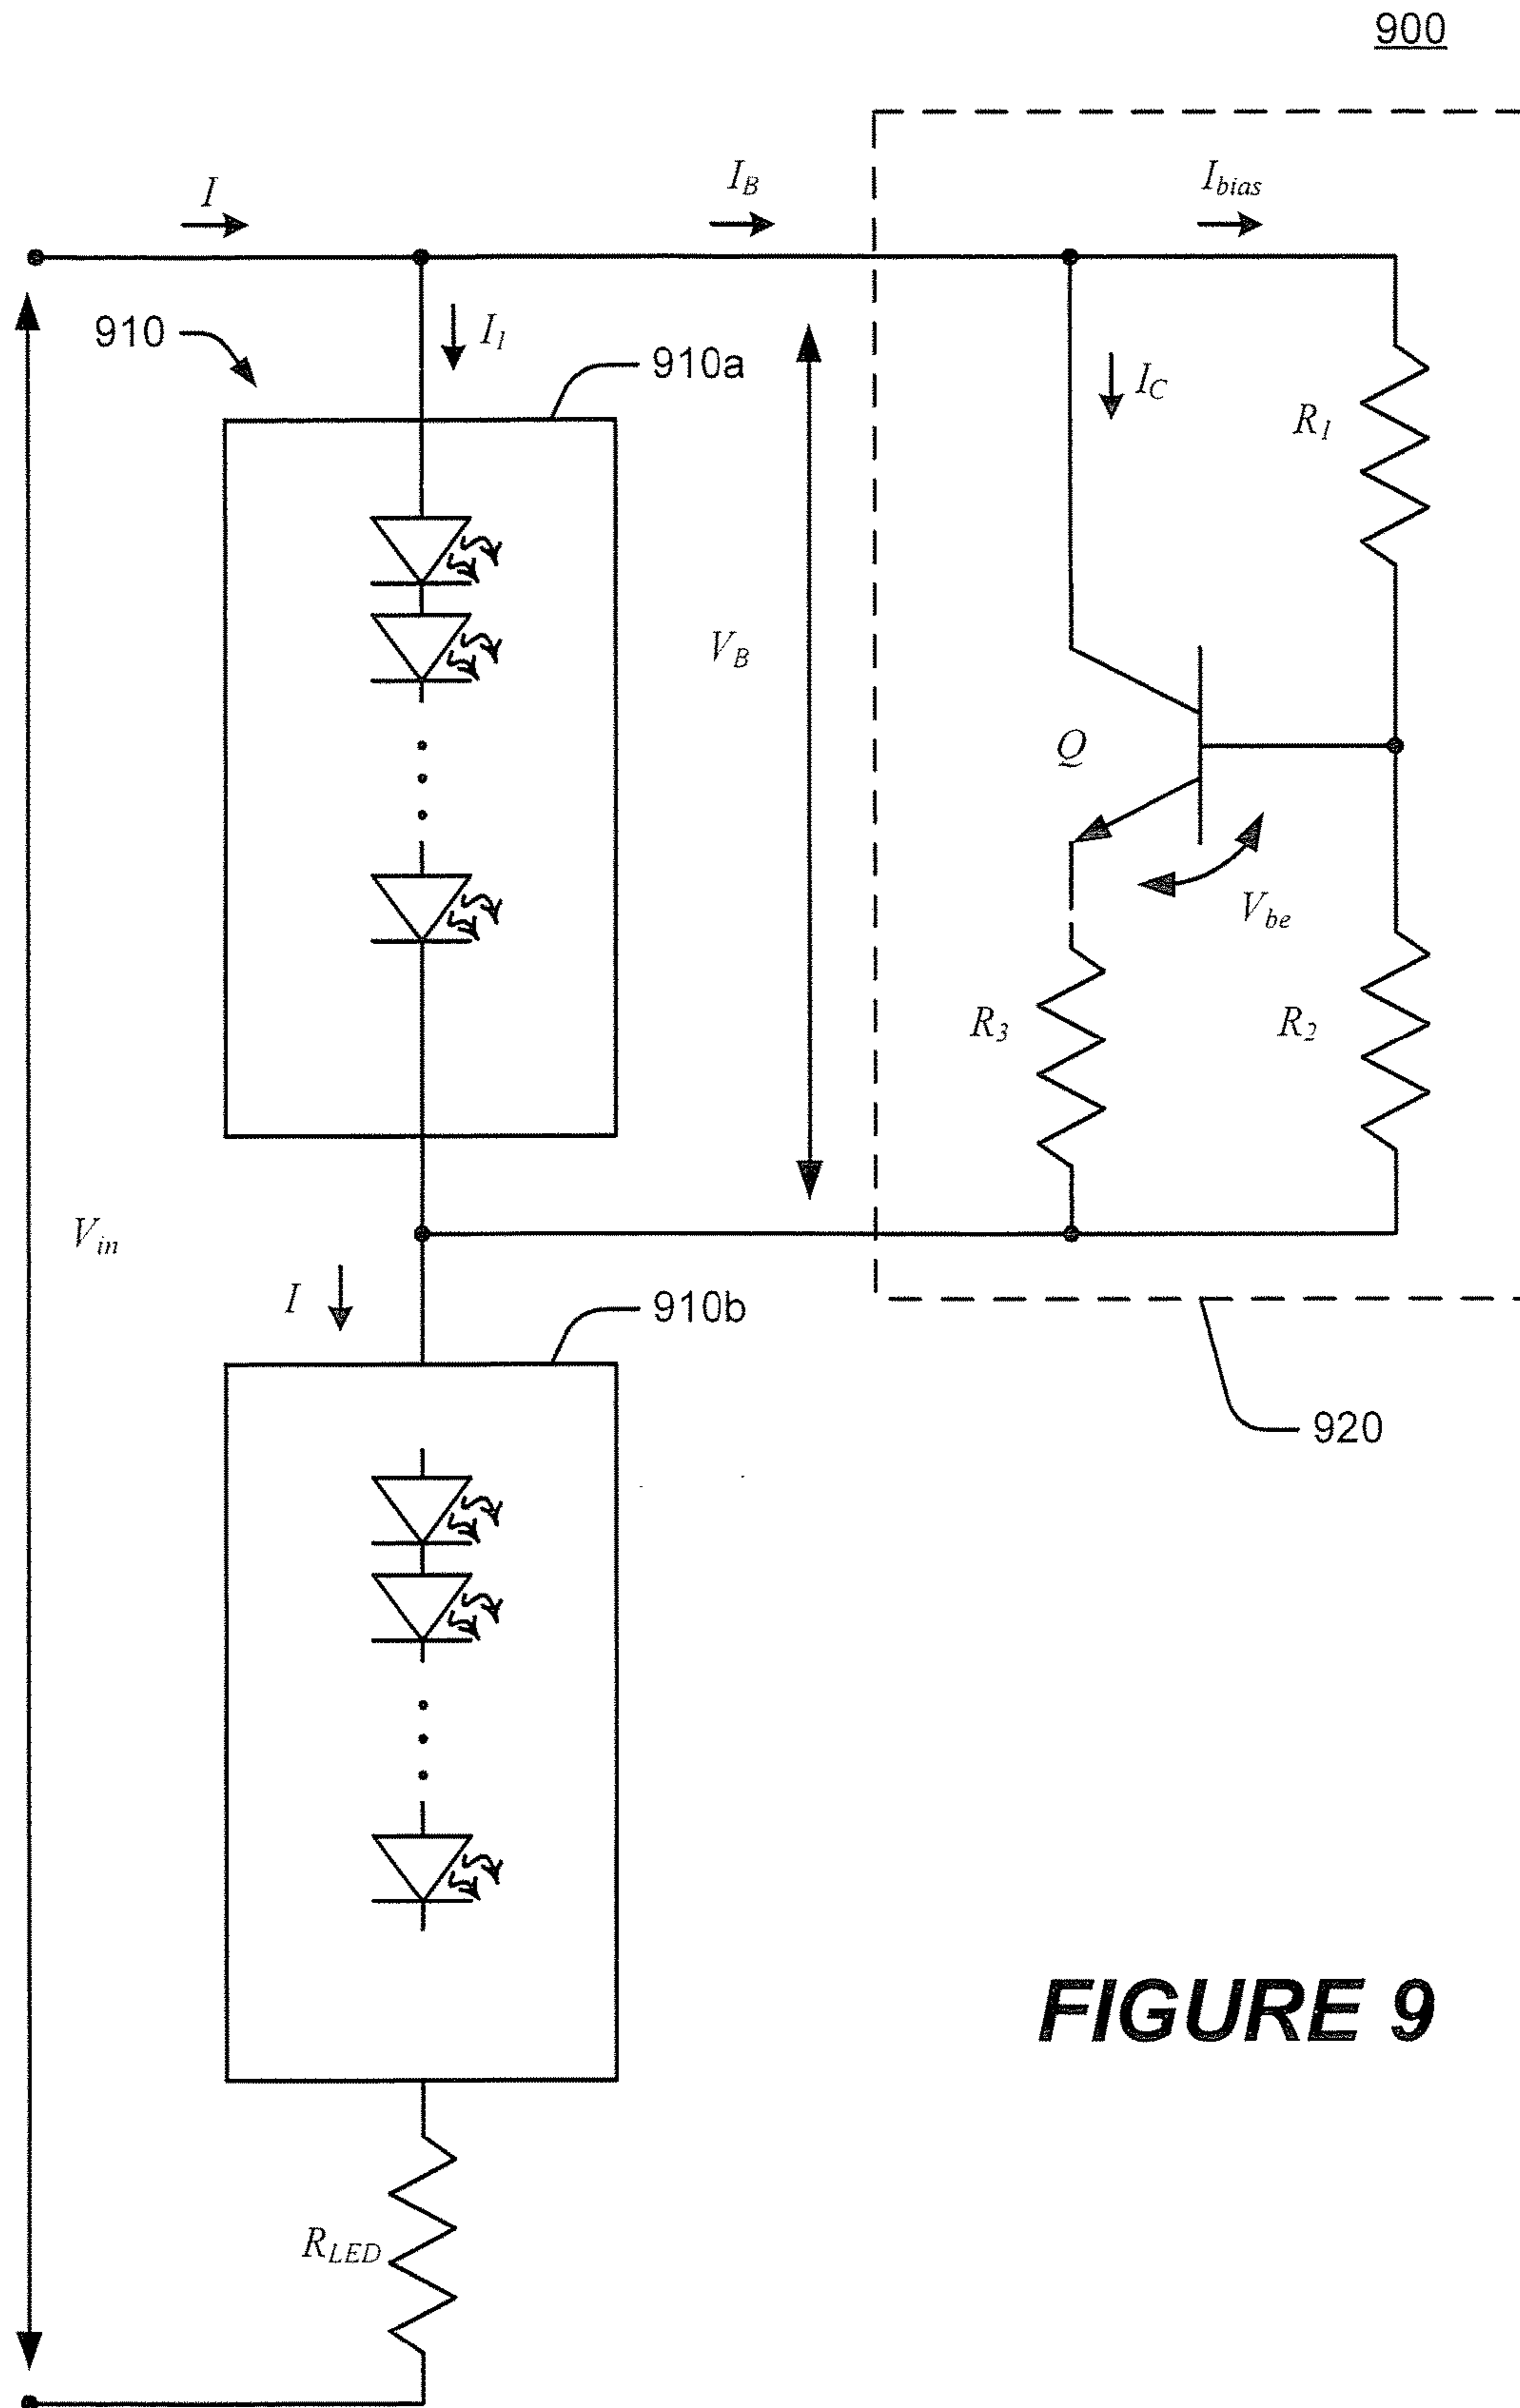 900
I
I_B
I_bias
910
I_1
910a
I_C
R_1
V_B
Q
V_be
R_3
R_2
V_in
I
910b
920
FIGURE 9
R_LED